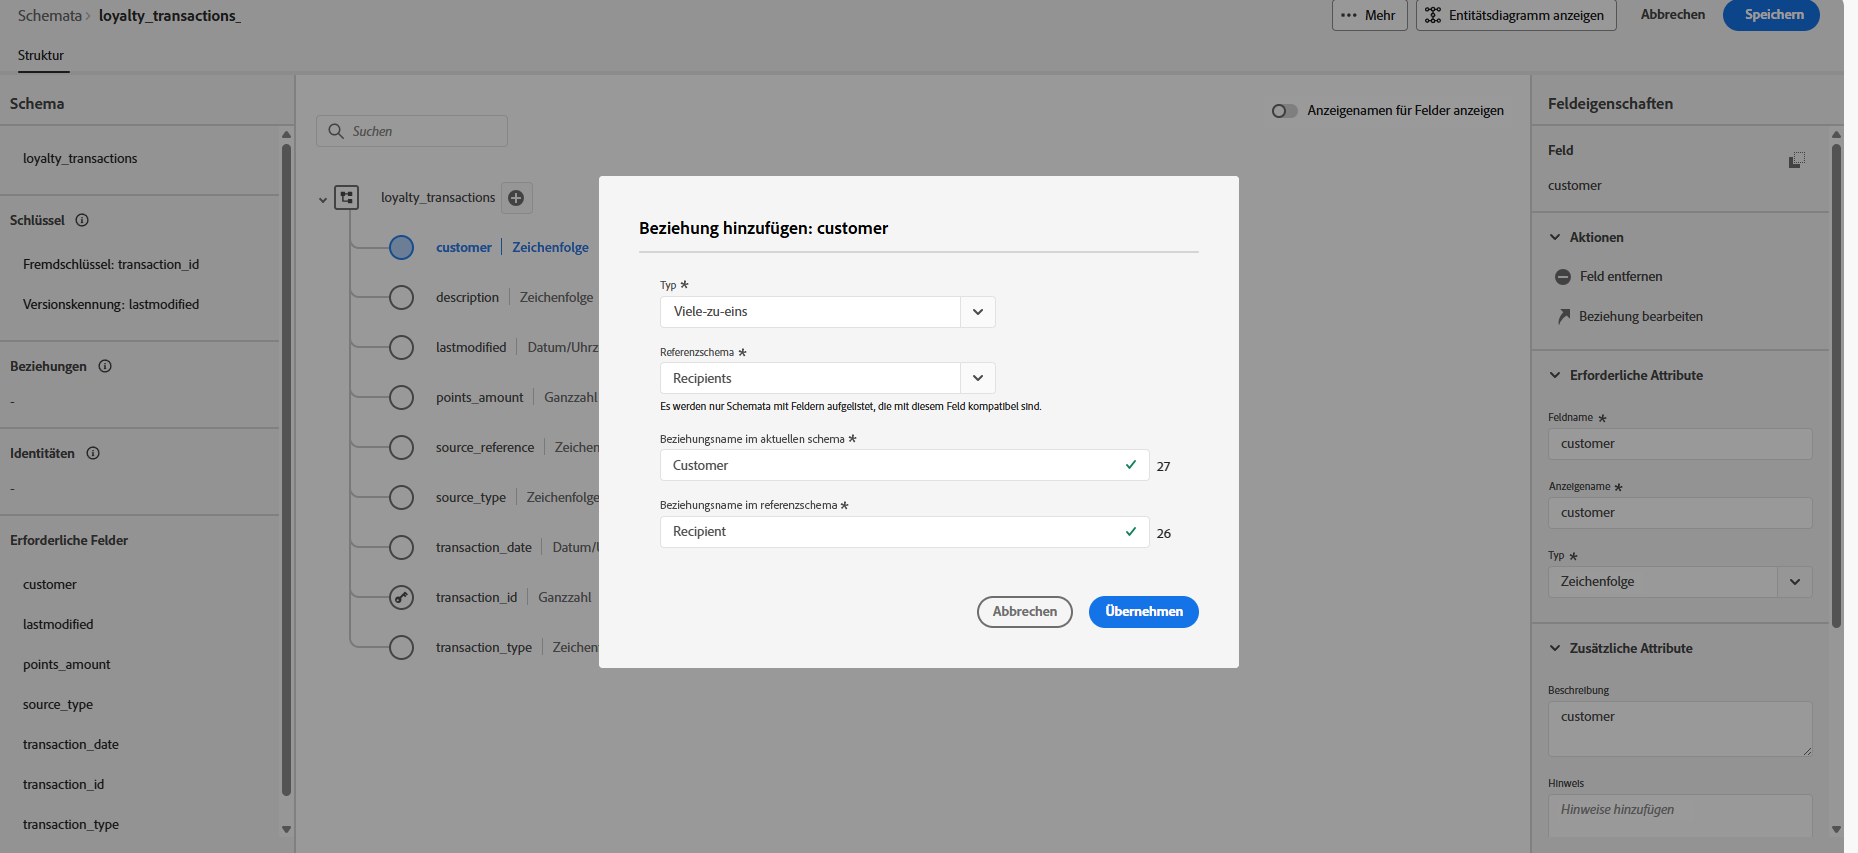 Schemata › loyalty_transactions_
••• Mehr
Entitätsdiagramm anzeigen
Abbrechen
Speichern
Struktur
Schema
loyalty_transactions
Schlüssel
Fremdschlüssel: transaction_id
Versionskennung: lastmodified
Beziehungen
-
Identitäten
-
Erforderliche Felder
customer
lastmodified
points_amount
source_type
transaction_date
transaction_id
transaction_type
Suchen
Anzeigenamen für Felder anzeigen
loyalty_transactions
customer | Zeichenfolge
description | Zeichenfolge
lastmodified | Datum/Uhrz
points_amount | Ganzzahl
source_reference | Zeichen
source_type | Zeichenfolge
transaction_date | Datum/U
transaction_id | Ganzzahl
transaction_type | Zeichen
Beziehung hinzufügen: customer
Typ *
Viele-zu-eins
Referenzschema *
Recipients
Es werden nur Schemata mit Feldern aufgelistet, die mit diesem Feld kompatibel sind.
Beziehungsname im aktuellen schema *
Customer 27
Beziehungsname im referenzschema *
Recipient 26
Abbrechen
Übernehmen
Feldeigenschaften
Feld
customer
Aktionen
Feld entfernen
Beziehung bearbeiten
Erforderliche Attribute
Feldname *
customer
Anzeigename *
customer
Typ *
Zeichenfolge
Zusätzliche Attribute
Beschreibung
customer
Hinweis
Hinweise hinzufügen